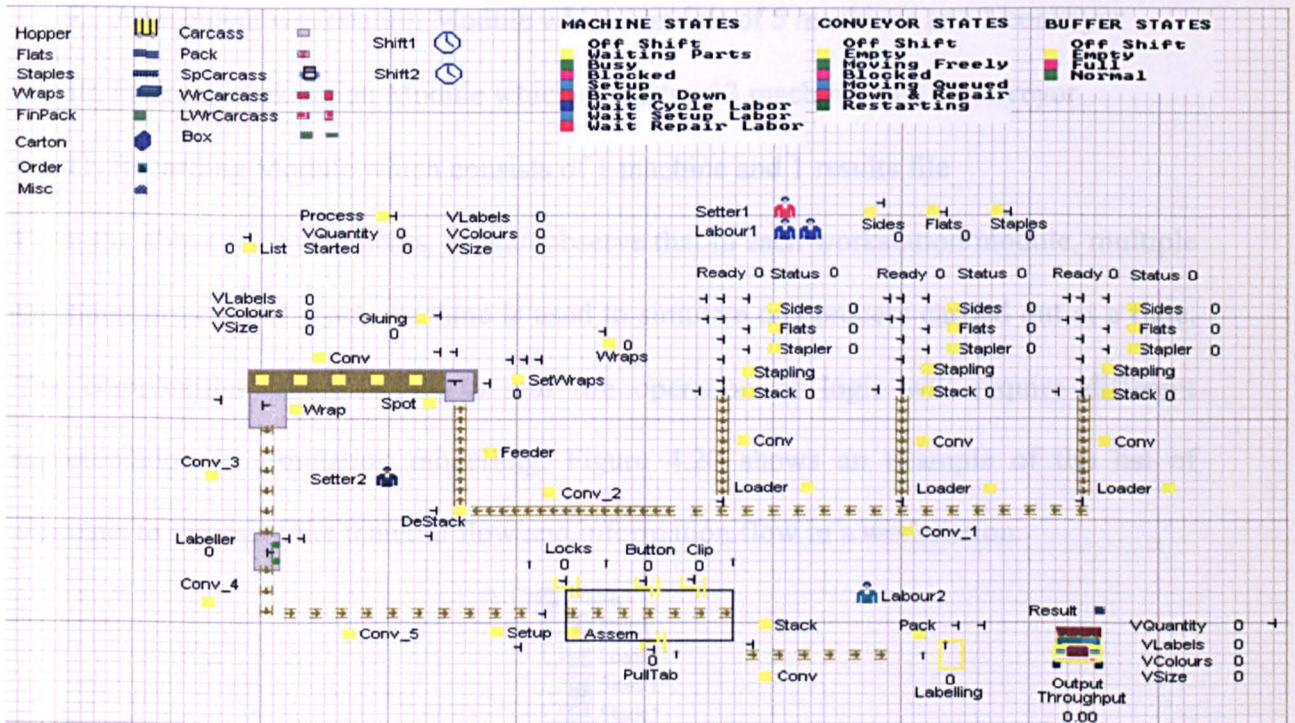 Hopper
Flats
Staples
Wraps
FinPack
Carton
Order
Misc
Carcass
Pack
SpCarcass
WrCarcass
LWrCarcass
Box
Shift1
Shift2
MACHINE STATES
Off Shift
Waiting Parts
Busy
Blocked
Setup
Broken Down
Wait Cycle Labor
Wait Setup Labor
Wait Repair Labor
CONVEYOR STATES
Off Shift
Empty
Moving Freely
Blocked
Moving Queued
Down & Repair
Restarting
BUFFER STATES
Off Shift
Empty
Full
Normal
Process
VQuantity 0
0 List Started 0
VLabels 0
VColours 0
VSize 0
Setter1
Labour1
Sides 0
Flats 0
Staples 0
VLabels 0
VColours 0
VSize 0
Gluing 0
Conv
Wraps 0
SetWraps 0
Wrap
Spot
Feeder
Conv_3
Setter2
Conv_2
DeStack
Ready 0 Status 0
Sides 0
Flats 0
Stapler 0
Stapling
Stack 0
Conv
Loader
Ready 0 Status 0
Sides 0
Flats 0
Stapler 0
Stapling
Stack 0
Conv
Loader
Ready 0 Status 0
Sides 0
Flats 0
Stapler 0
Stapling
Stack 0
Conv
Loader
Conv_1
Labeller 0
Conv_4
Conv_5
Setup
Locks 0
Button 0
Clip 0
Assem
PullTab 0
Labour2
Stack
Conv
Pack
Labelling 0
Result
Output
Throughput
0.00
VQuantity 0
VLabels 0
VColours 0
VSize 0